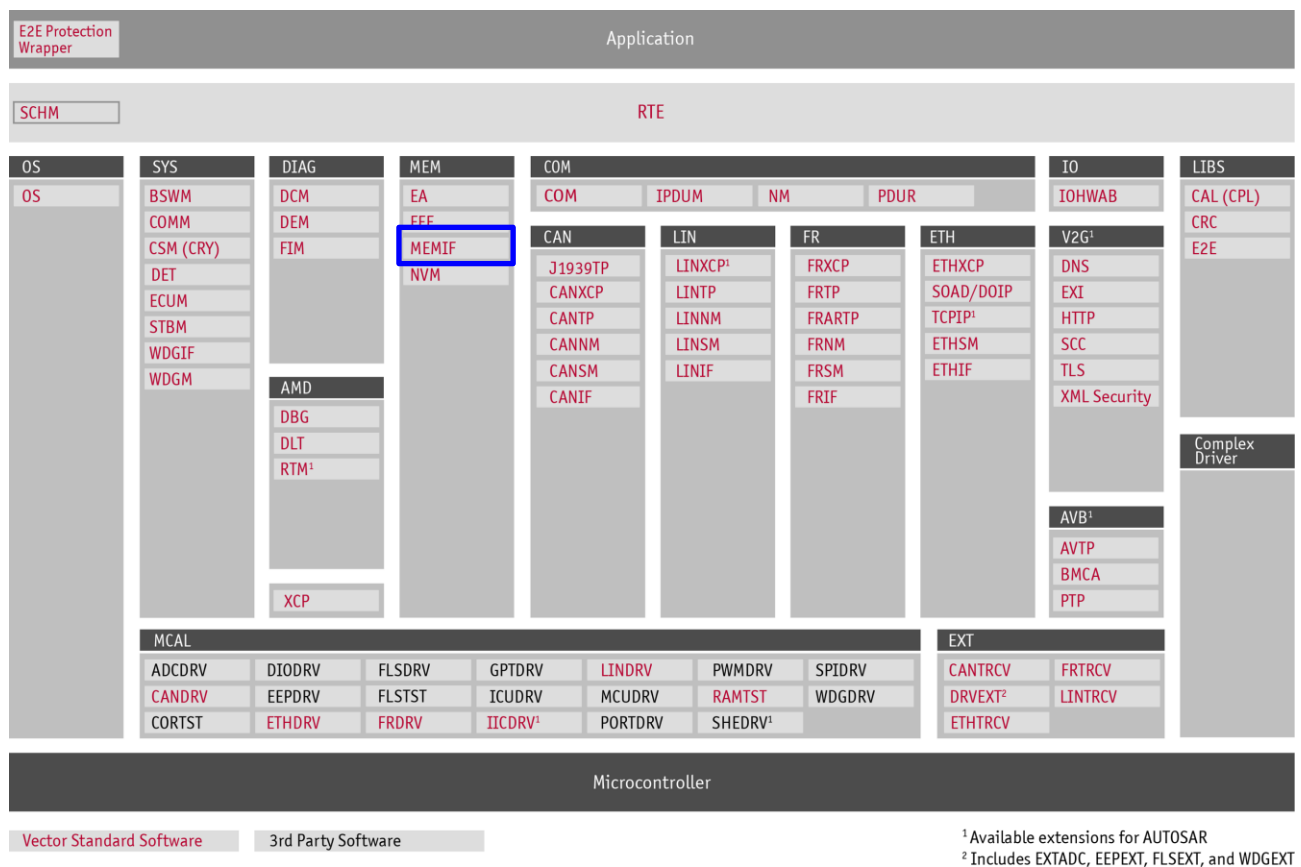 E2E Protection
Wrapper
Application
SCHM
RTE
OS
OS
SYS
BSWM
COMM
CSM (CRY)
DET
ECUM
STBM
WDGIF
WDGM
DIAG
DCM
DEM
FIM
AMD
DBG
DLT
RTM¹
XCP
MEM
EA
FEE
MEMIF
NVM
COM
COM IPDUM NM PDUR
CAN
J1939TP
CANXCP
CANTP
CANNM
CANSM
CANIF
LIN
LINXCP¹
LINTP
LINNM
LINSM
LINIF
FR
FRXCP
FRTP
FRARTP
FRNM
FRSM
FRIF
ETH
ETHXCP
SOAD/DOIP
TCPIP¹
ETHSM
ETHIF
IO
IOHWAB
V2G¹
DNS
EXI
HTTP
SCC
TLS
XML Security
AVB¹
AVTP
BMCA
PTP
LIBS
CAL (CPL)
CRC
E2E
Complex
Driver
MCAL
ADCDRV DIODRV FLSDRV GPTDRV LINDRV PWMDRV SPIDRV
CANDRV EEPDRV FLSTST ICUDRV MCUDRV RAMTST WDGDRV
CORTST ETHDRV FRDRV IICDRV¹ PORTDRV SHEDRV¹
EXT
CANTRCV FRTRCV
DRVEXT² LINTRCV
ETHTRCV
Microcontroller
Vector Standard Software 3rd Party Software
¹ Available extensions for AUTOSAR
² Includes EXTADC, EEPEXT, FLSEXT, and WDGEXT